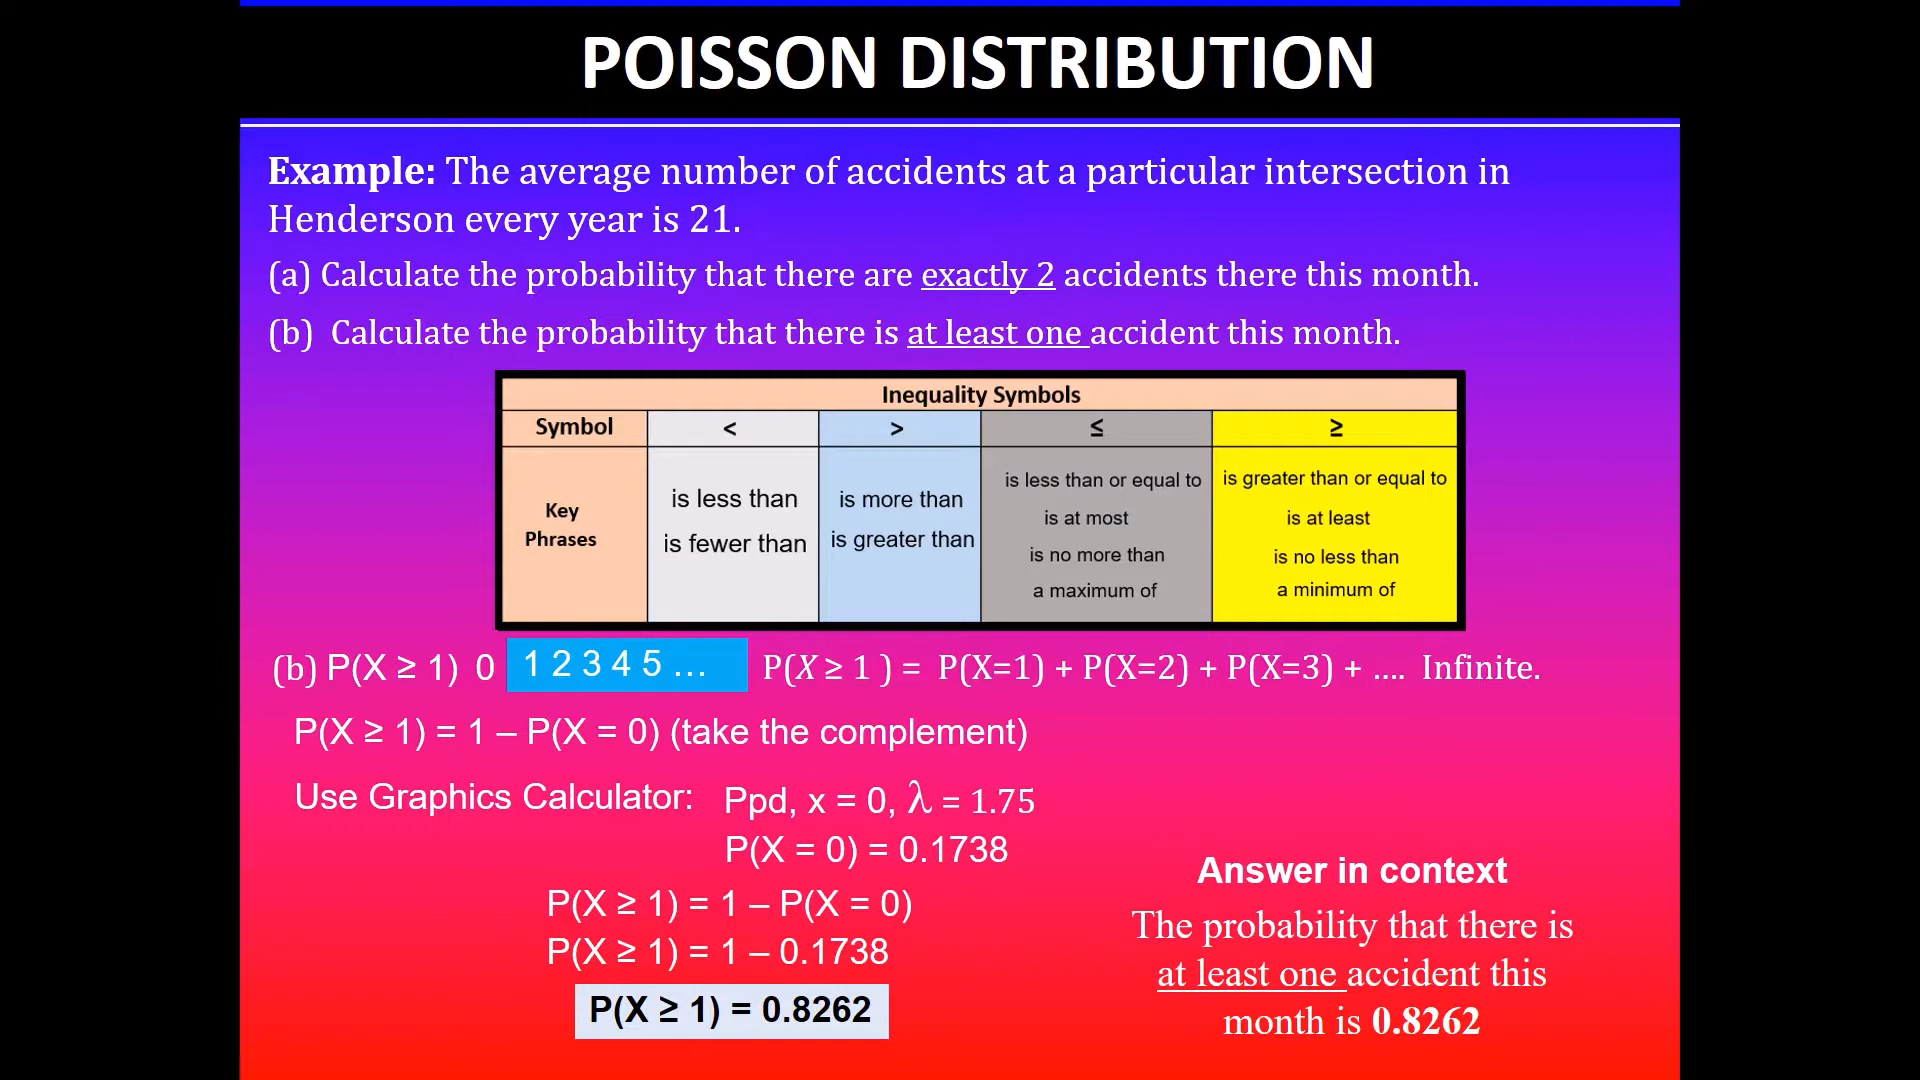 POISSON DISTRIBUTION
Example: The average number of accidents at a particular intersection in
Henderson every year is 21.
(a) Calculate the probability that there are exactly 2 accidents there this month.
(b) Calculate the probability that there is at least one accident this month.
Inequality Symbols
Symbol < > ≤ ≥
Key Phrases
is less than
is fewer than
is more than
is greater than
is less than or equal to
is at most
is no more than
a maximum of
is greater than or equal to
is at least
is no less than
a minimum of
(b) P(X ≥ 1) 0 1 2 3 4 5 ... P(X ≥ 1 ) = P(X=1) + P(X=2) + P(X=3) + .... Infinite.
P(X ≥ 1) = 1 – P(X = 0) (take the complement)
Use Graphics Calculator: Ppd, x = 0, λ = 1.75
P(X = 0) = 0.1738
P(X ≥ 1) = 1 – P(X = 0)
P(X ≥ 1) = 1 – 0.1738
P(X ≥ 1) = 0.8262
Answer in context
The probability that there is
at least one accident this
month is 0.8262